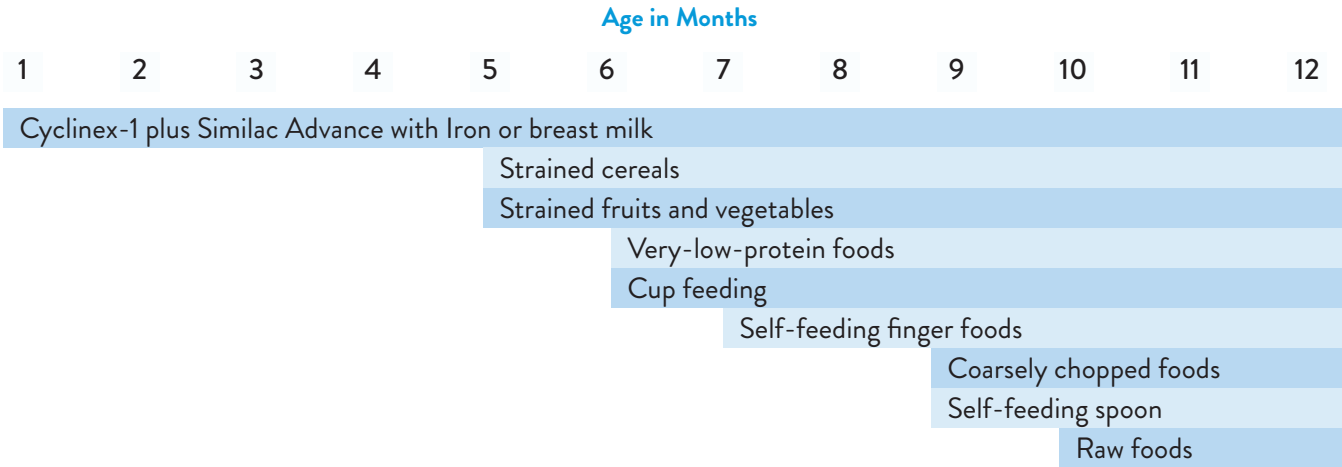 Age in Months
1 2 3 4 5 6 7 8 9 10 11 12
Cyclinex-1 plus Similac Advance with Iron or breast milk
Strained cereals
Strained fruits and vegetables
Very-low-protein foods
Cup feeding
Self-feeding finger foods
Coarsely chopped foods
Self-feeding spoon
Raw foods